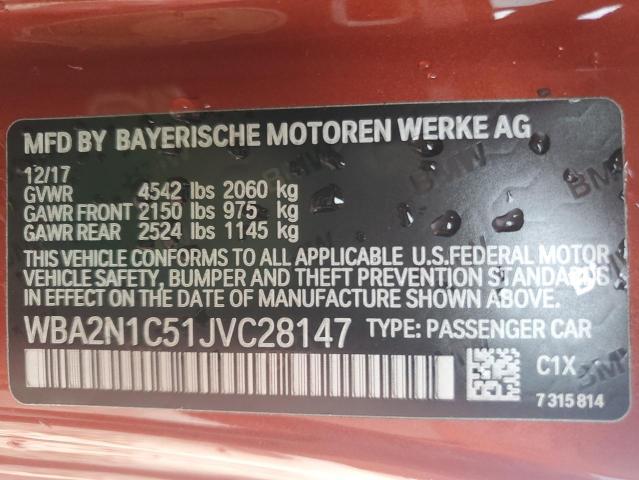 MFD BY BAYERISCHE MOTOREN WERKE AG
12/17
GVWR 4542 lbs 2060 kg
GAWR FRONT 2150 lbs 975 kg
GAWR REAR 2524 lbs 1145 kg
THIS VEHICLE CONFORMS TO ALL APPLICABLE U.S.FEDERAL MOTOR
VEHICLE SAFETY, BUMPER AND THEFT PREVENTION STANDARDS
IN EFFECT ON THE DATE OF MANUFACTURE SHOWN ABOVE.
WBA2N1C51JVC28147 TYPE: PASSENGER CAR
C1X
7 315 814